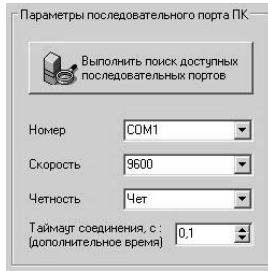 Параметры последовательного порта ПК
Выполнить поиск доступных
последовательных портов
Номер
COM1
Скорость
9600
Четность
Чет
Таймаут соединения, с :
(дополнительное время)
0,1